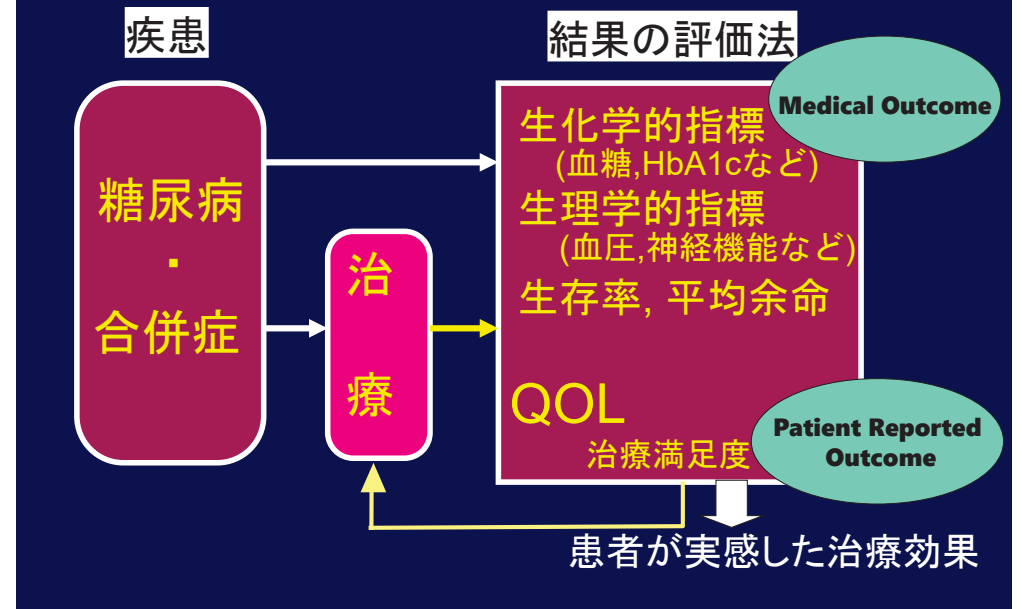 疾患
糖尿病
・
合併症
治
療
結果の評価法
Medical Outcome
生化学的指標
(血糖,HbA1cなど)
生理学的指標
(血圧,神経機能など)
生存率, 平均余命
QOL
治療満足度
Patient Reported
Outcome
患者が実感した治療効果